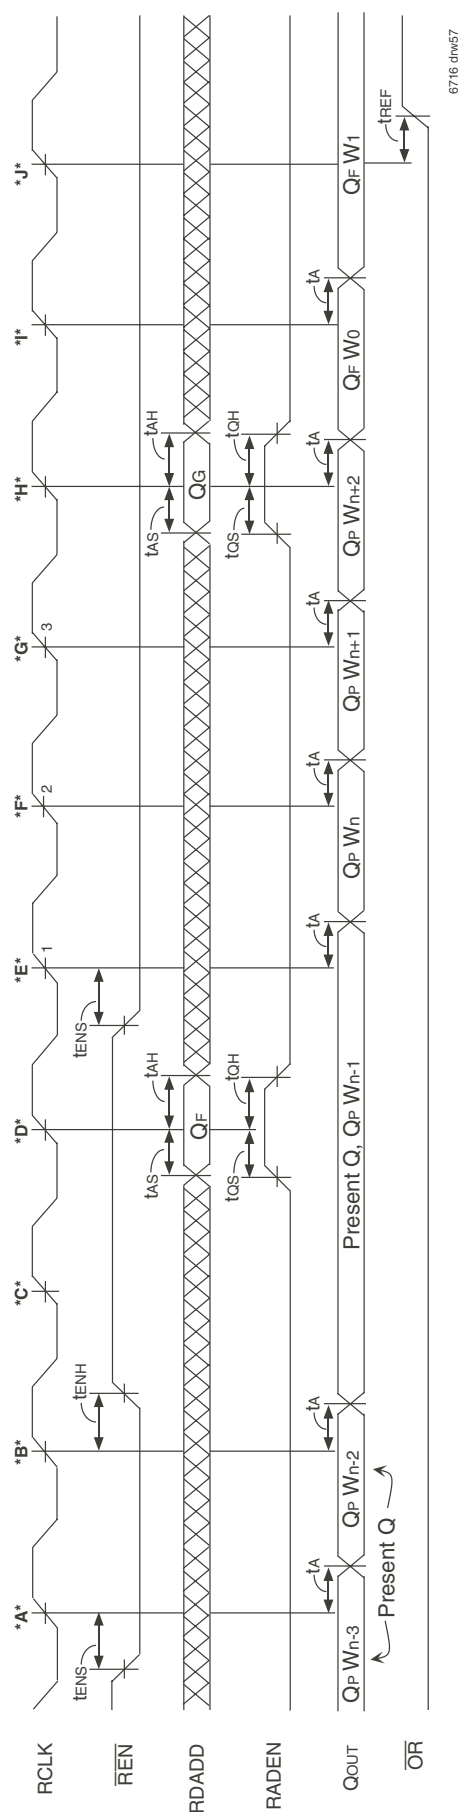 *A* *B* *C* *D* *E* *F* *G* *H* *I* *J*
RCLK 1 2 3
tENS tENH tENS
REN
tAS tAH tAS tAH
RDADD QF QG
tQS tQH tQS tQH
RADEN
tA tA tA tA tA tA tA
QOUT QP Wn-3 QP Wn-2 Present Q, QP Wn-1 QP Wn QP Wn+1 QP Wn+2 QF W0 QF W1
Present Q
tREF
OR
6716 drw57